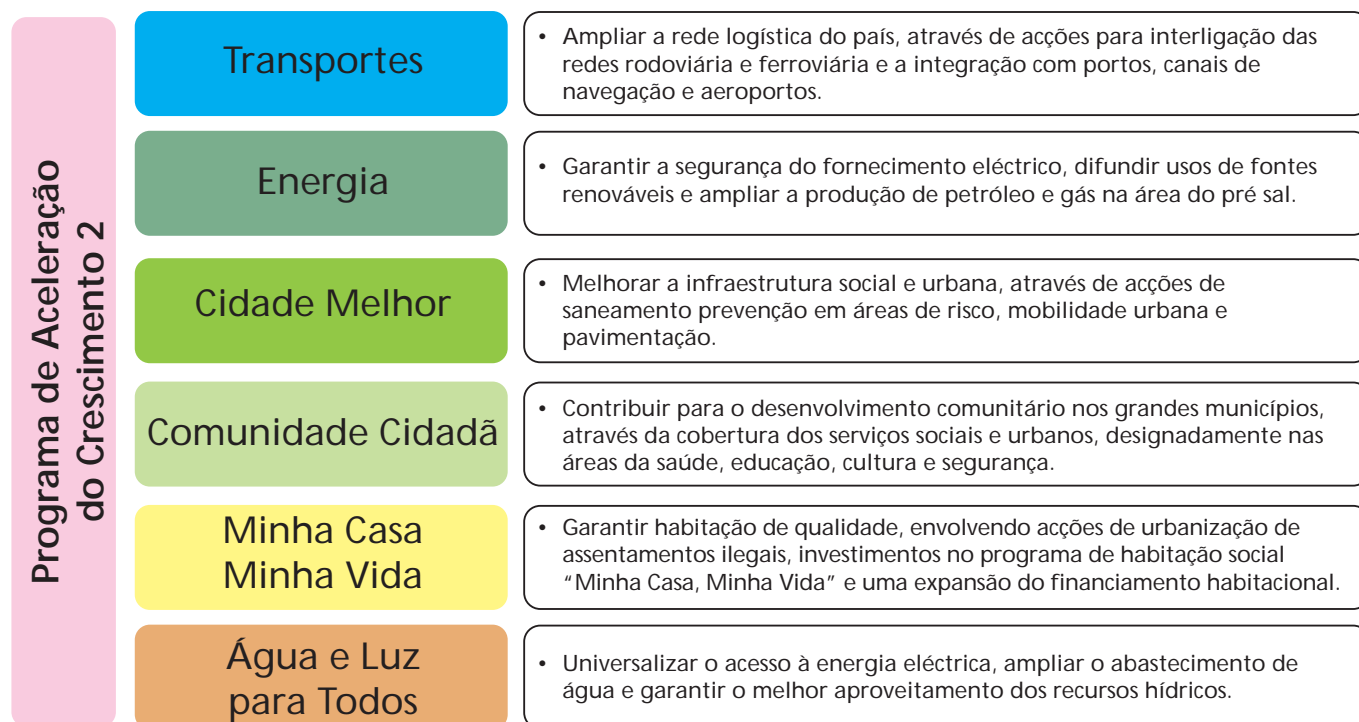 Programa de Aceleração
do Crescimento 2
Transportes
• Ampliar a rede logística do país, através de acções para interligação das
redes rodoviária e ferroviária e a integração com portos, canais de
navegação e aeroportos.
Energia
• Garantir a segurança do fornecimento eléctrico, difundir usos de fontes
renováveis e ampliar a produção de petróleo e gás na área do pré sal.
Cidade Melhor
• Melhorar a infraestrutura social e urbana, através de acções de
saneamento prevenção em áreas de risco, mobilidade urbana e
pavimentação.
Comunidade Cidadã
• Contribuir para o desenvolvimento comunitário nos grandes municípios,
através da cobertura dos serviços sociais e urbanos, designadamente nas
áreas da saúde, educação, cultura e segurança.
Minha Casa
Minha Vida
• Garantir habitação de qualidade, envolvendo acções de urbanização de
assentamentos ilegais, investimentos no programa de habitação social
“Minha Casa, Minha Vida” e uma expansão do financiamento habitacional.
Água e Luz
para Todos
• Universalizar o acesso à energia eléctrica, ampliar o abastecimento de
água e garantir o melhor aproveitamento dos recursos hídricos.